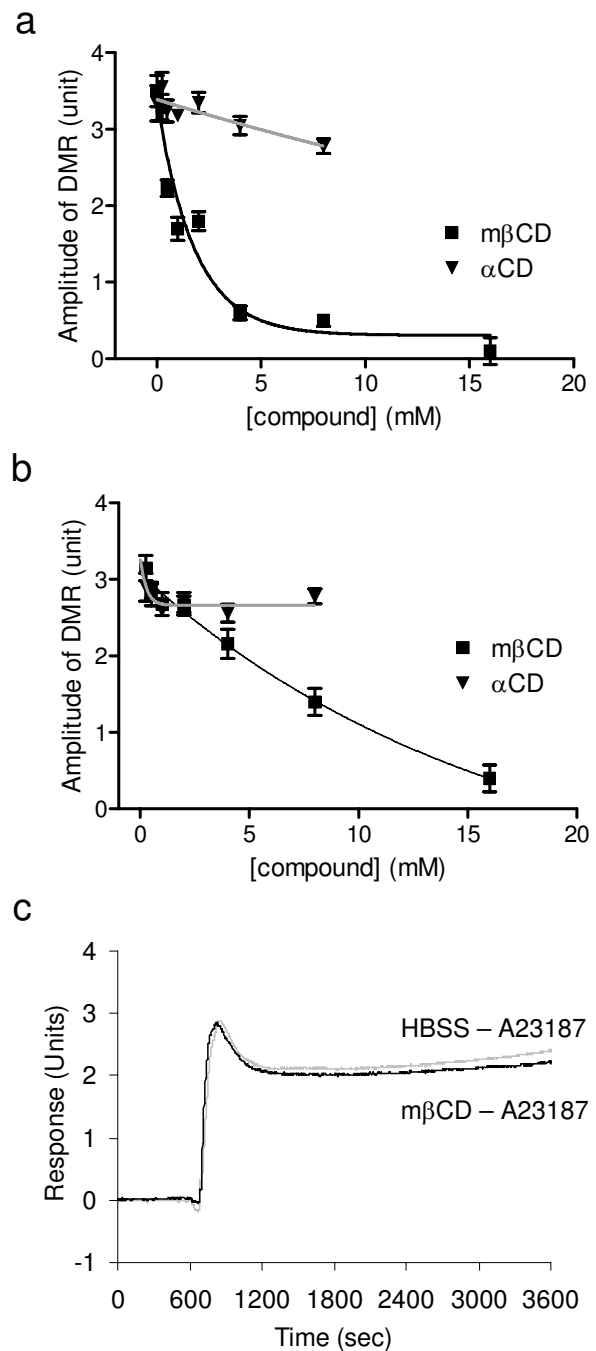 a
4
3
2
1
0
Amplitude of DMR (unit)
mβCD
αCD
0 5 10 15 20
[compound] (mM)
b
4
3
2
1
0
Amplitude of DMR (unit)
mβCD
αCD
0 5 10 15 20
[compound] (mM)
c
4
3
2
1
0
-1
Response (Units)
HBSS – A23187
mβCD – A23187
0 600 1200 1800 2400 3000 3600
Time (sec)